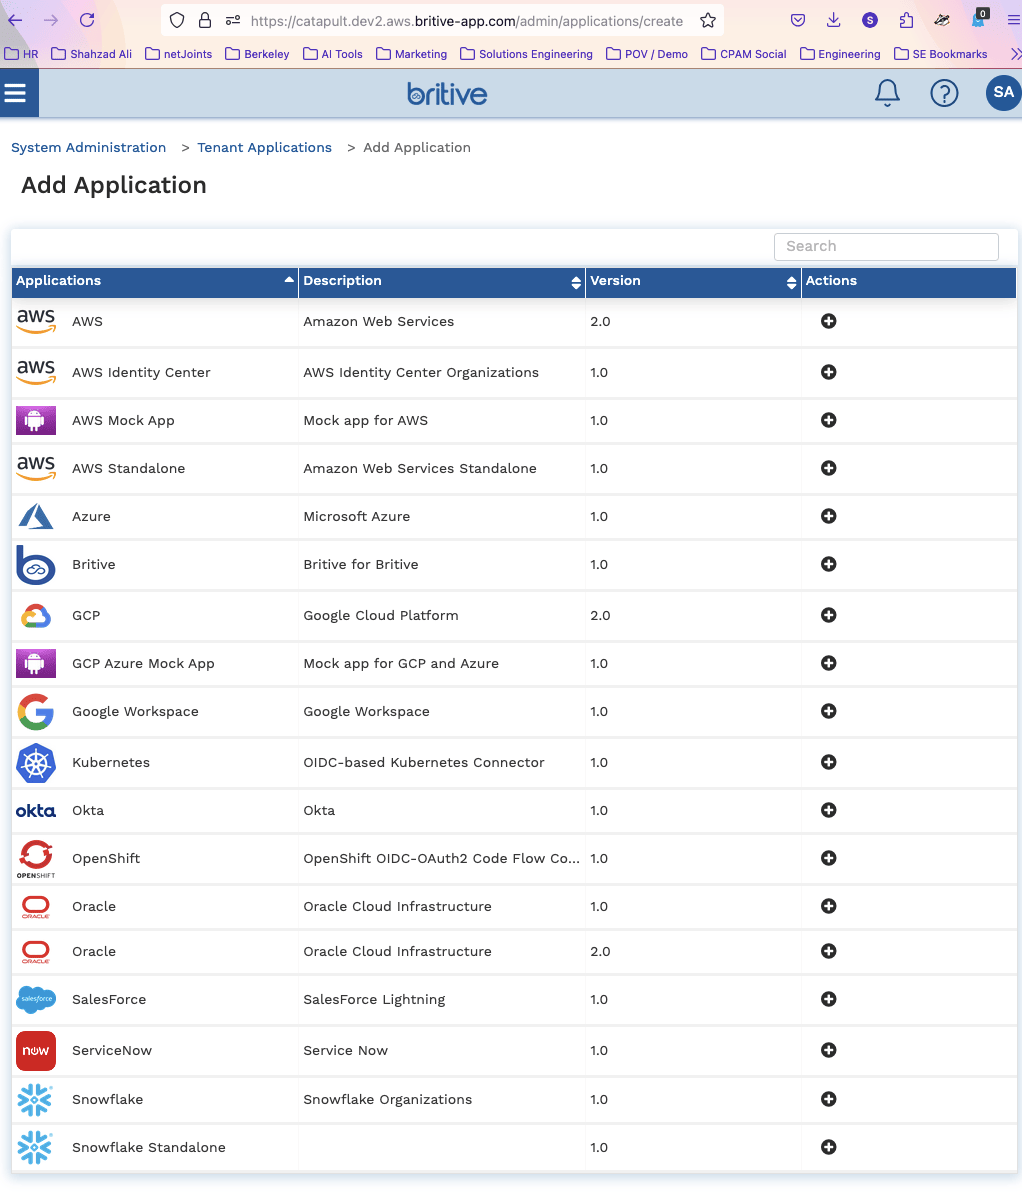 https://catapult.dev2.aws.britive-app.com/admin/applications/create S 0
HR Shahzad Ali netJoints Berkeley AI Tools Marketing Solutions Engineering POV / Demo CPAM Social Engineering SE Bookmarks
britive SA
System Administration > Tenant Applications > Add Application
Add Application
Search
Applications Description Version Actions
aws AWS Amazon Web Services 2.0
aws AWS Identity Center AWS Identity Center Organizations 1.0
AWS Mock App Mock app for AWS 1.0
aws AWS Standalone Amazon Web Services Standalone 1.0
Azure Microsoft Azure 1.0
b Britive Britive for Britive 1.0
GCP Google Cloud Platform 2.0
GCP Azure Mock App Mock app for GCP and Azure 1.0
G Google Workspace Google Workspace 1.0
Kubernetes OIDC-based Kubernetes Connector 1.0
okta Okta Okta 1.0
OPENSHIFT OpenShift OpenShift OIDC-OAuth2 Code Flow Co... 1.0
ORACLE Oracle Oracle Cloud Infrastructure 1.0
ORACLE Oracle Oracle Cloud Infrastructure 2.0
salesforce SalesForce SalesForce Lightning 1.0
now ServiceNow Service Now 1.0
Snowflake Snowflake Organizations 1.0
Snowflake Standalone 1.0